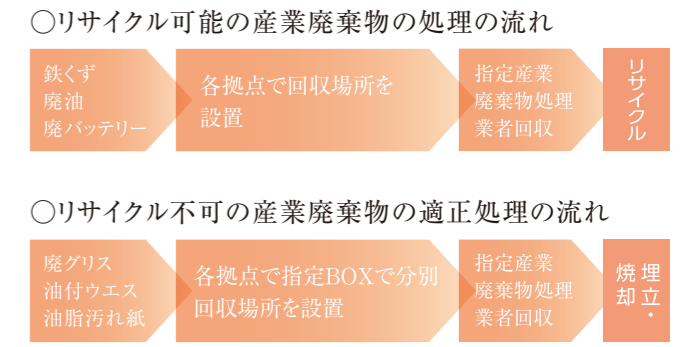 〇リサイクル可能の産業廃棄物の処理の流れ
鉄くず
廃油
廃バッテリー
各拠点で回収場所を
設置
指定産業
廃棄物処理
業者回収
リサイクル
〇リサイクル不可の産業廃棄物の適正処理の流れ
廃グリス
油付ウエス
油脂汚れ紙
各拠点で指定BOXで分別
回収場所を設置
指定産業
廃棄物処理
業者回収
埋立・
焼却